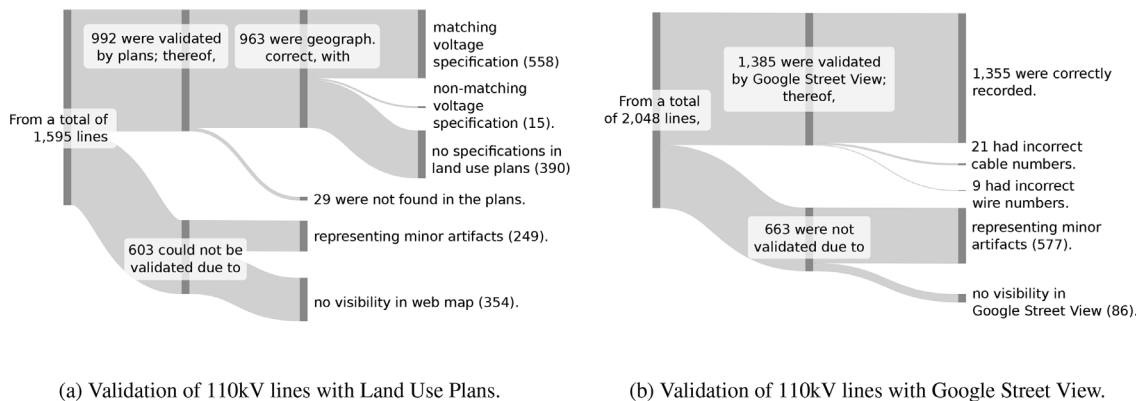 992 were validated
by plans; thereof,
963 were geograph.
correct, with
matching
voltage
specification (558)
non-matching
voltage
specification (15).
no specifications in
land use plans (390)
From a total of
1,595 lines
29 were not found in the plans.
603 could not be
validated due to
representing minor artifacts (249).
no visibility in web map (354).
(a) Validation of 110kV lines with Land Use Plans.
From a total
of 2,048 lines,
1,385 were validated
by Google Street View;
thereof,
1,355 were correctly
recorded.
21 had incorrect
cable numbers.
9 had incorrect
wire numbers.
663 were not
validated due to
representing minor
artifacts (577).
no visibility in
Google Street View (86).
(b) Validation of 110kV lines with Google Street View.